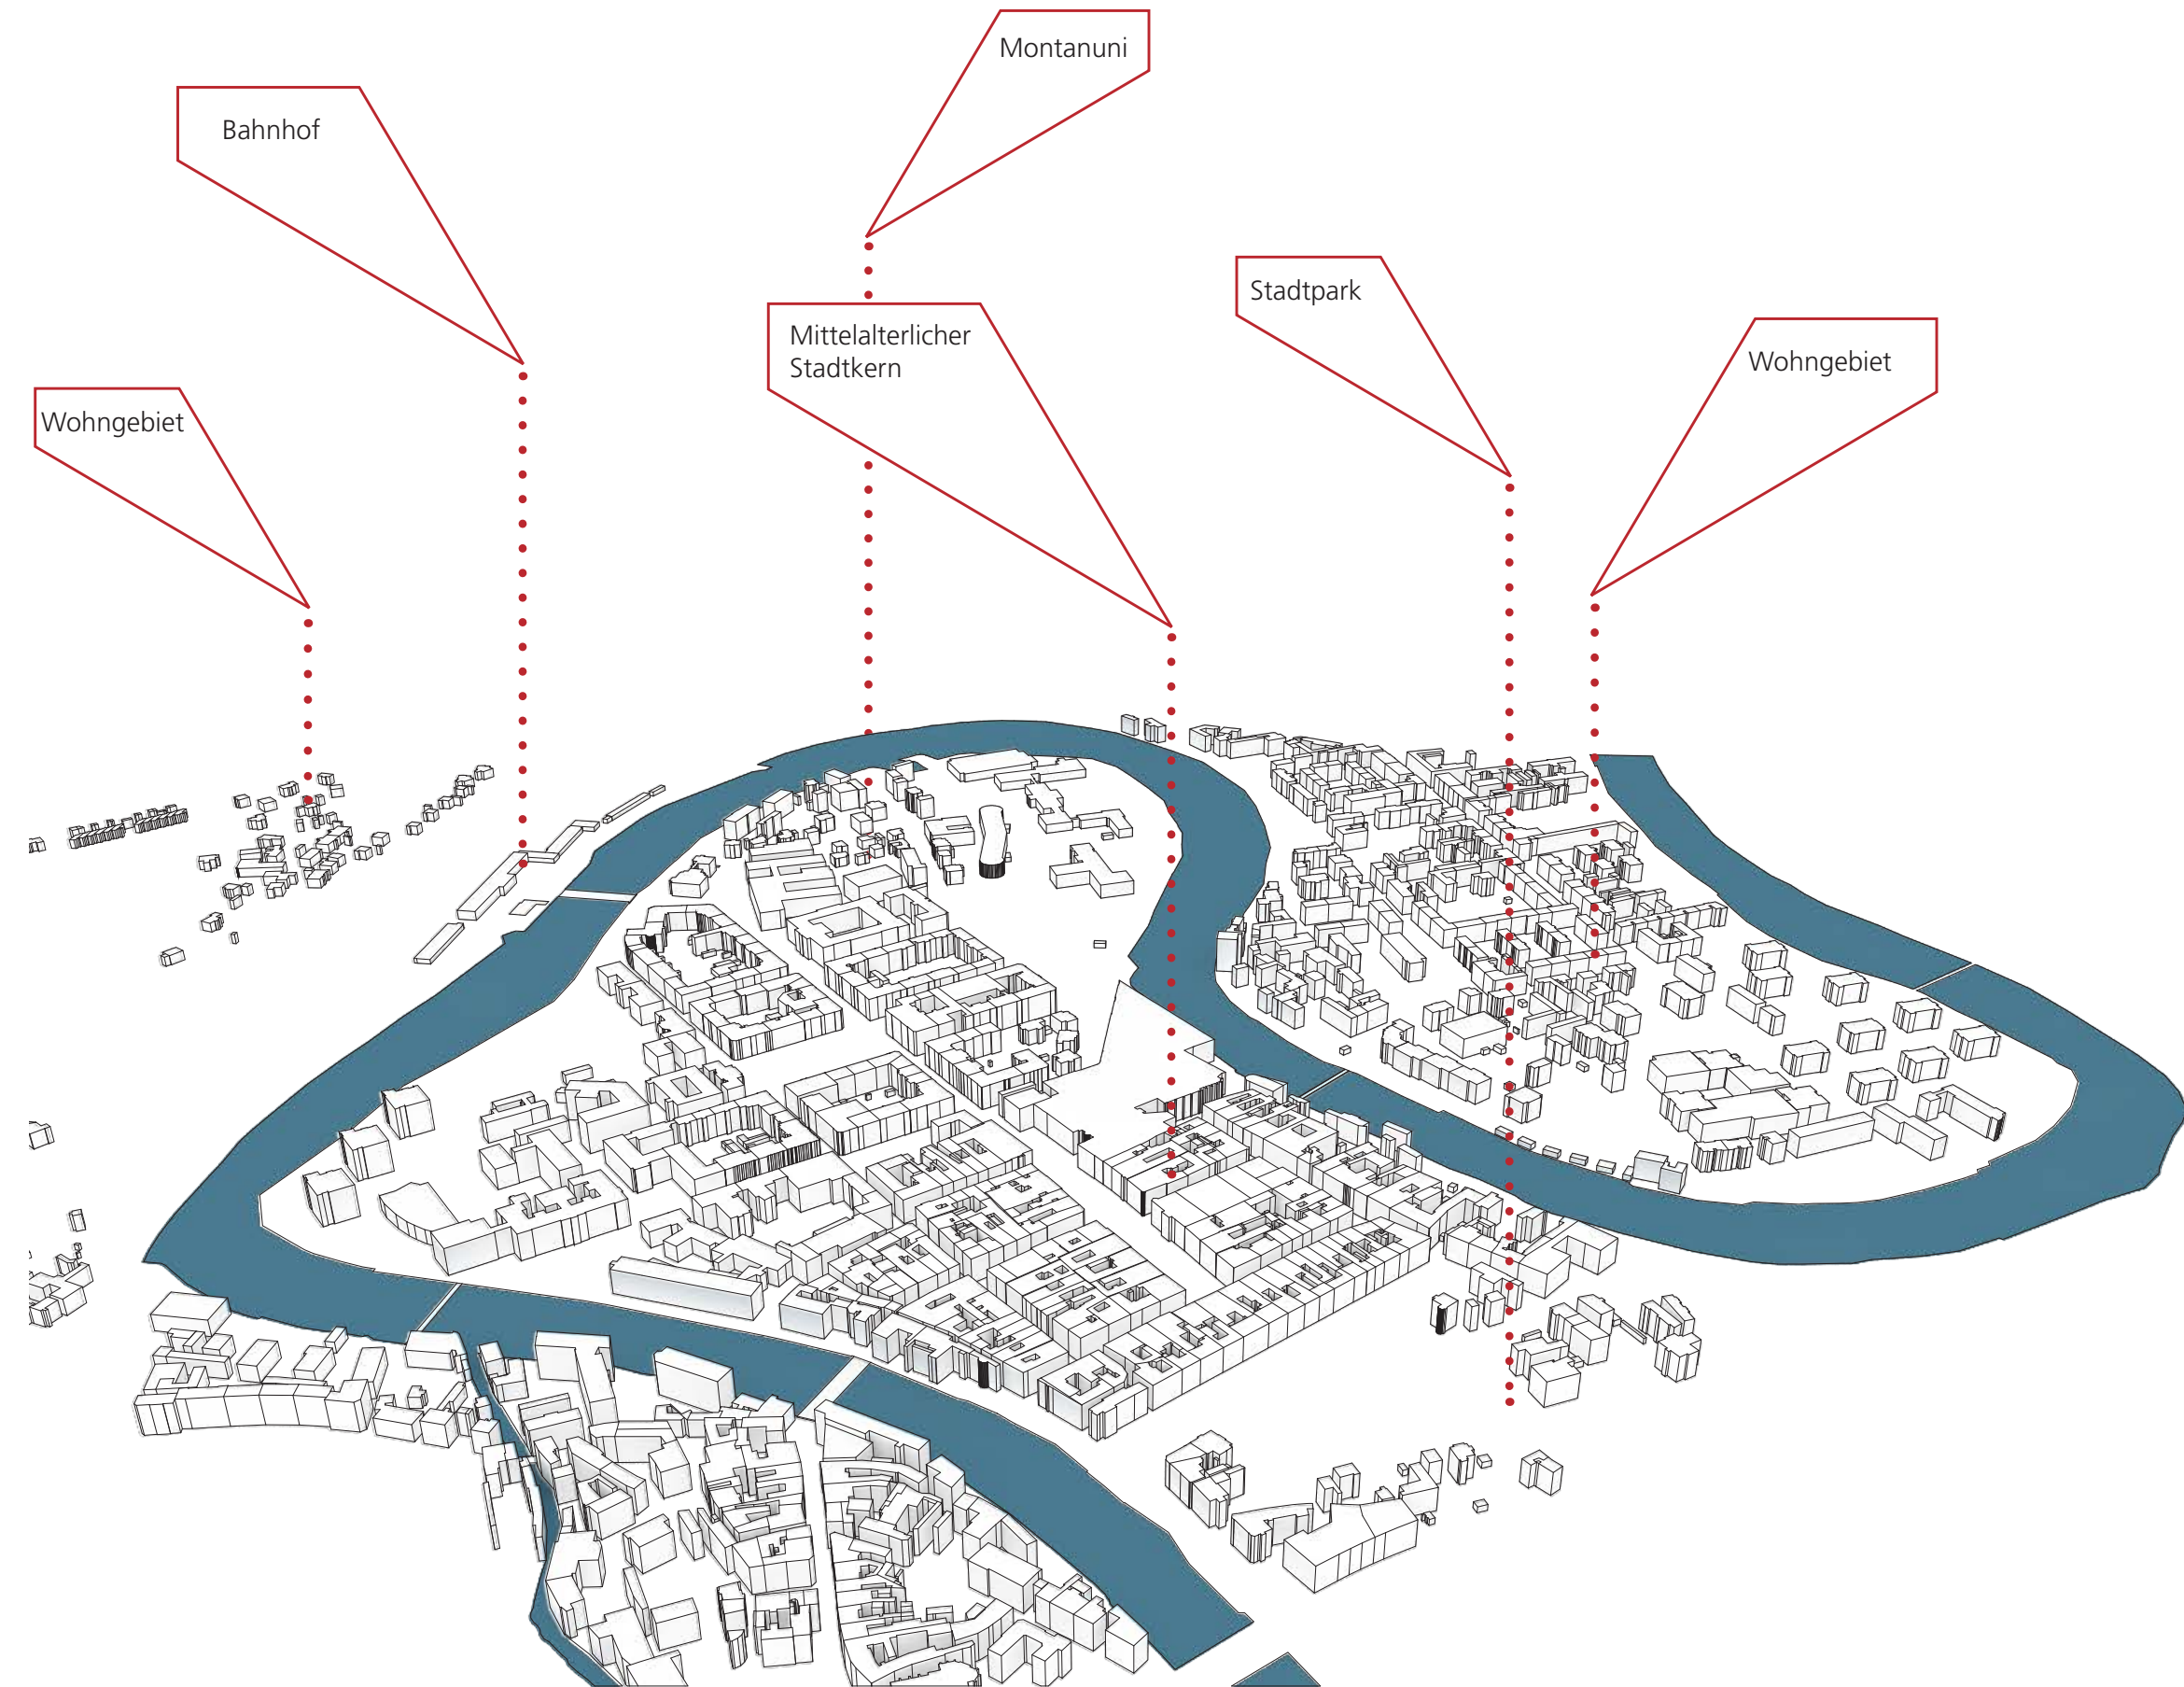 Montanuni
Bahnhof
Stadtpark
Mittelalterlicher
Stadtkern
Wohngebiet
Wohngebiet